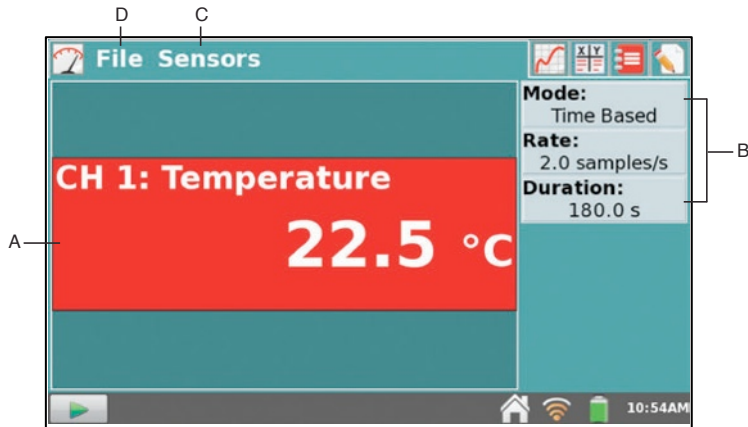 D C
File Sensors
X Y
Mode:
Time Based
Rate:
2.0 samples/s
Duration:
180.0 s
B
CH 1: Temperature
A
22.5 °C
10:54AM